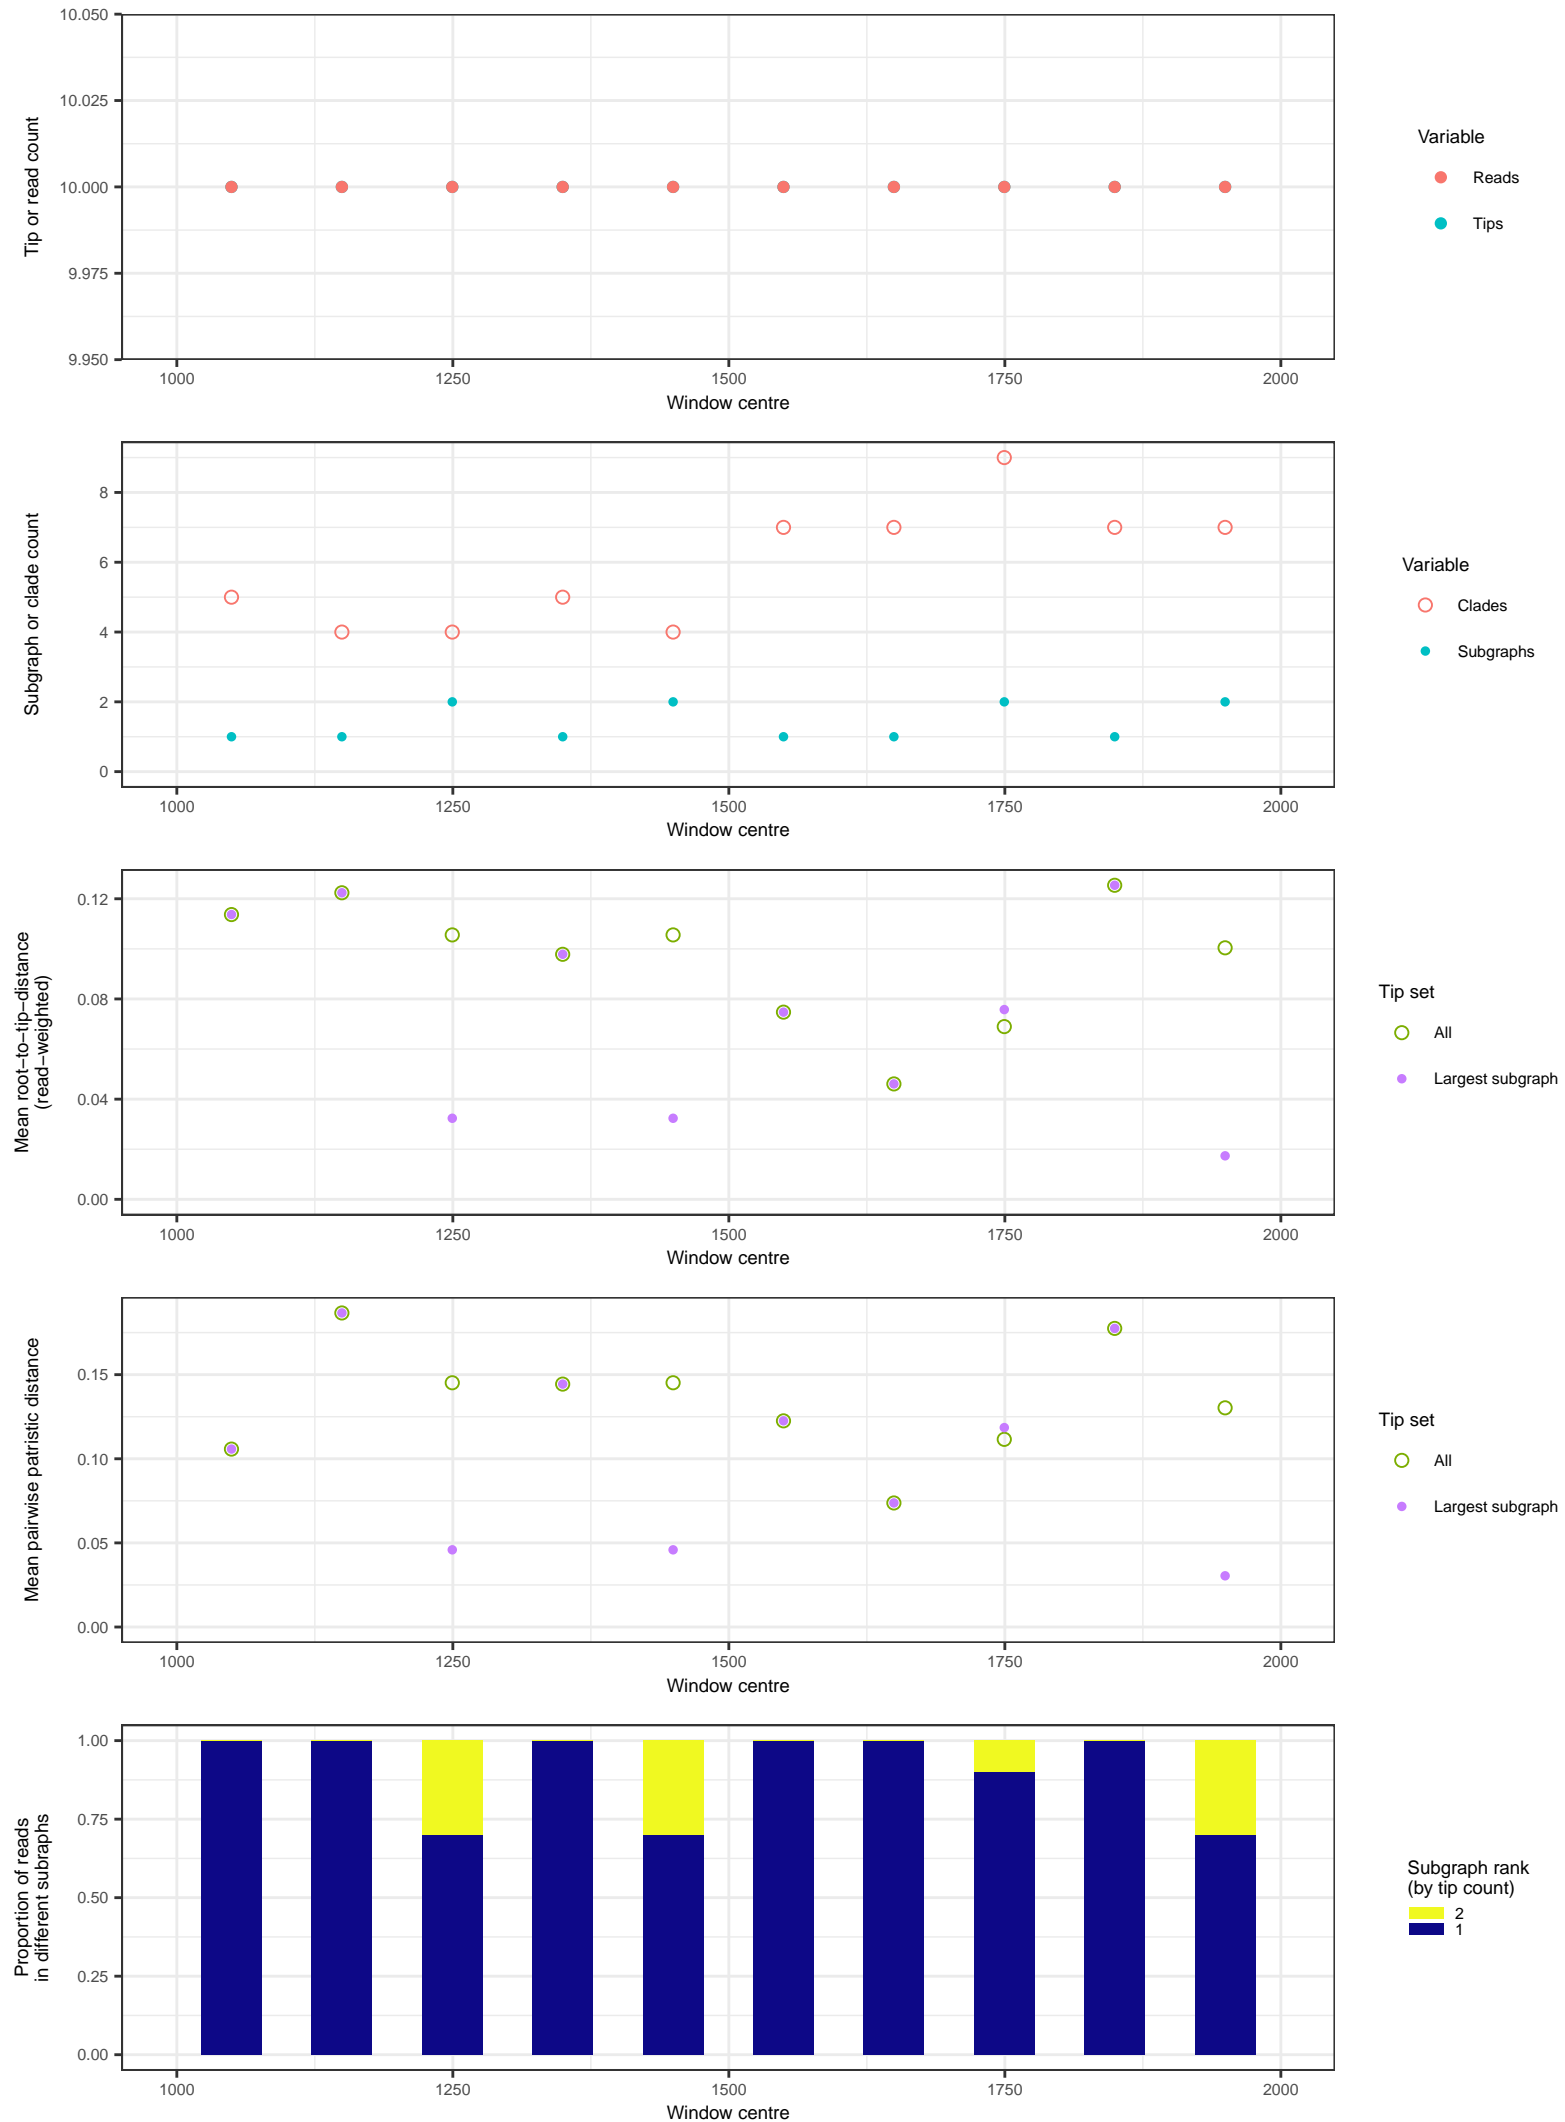 10.050
10.025
10.000
9.975
9.950
Tip or read count
1000 1250 1500 1750 2000
Window centre
Variable
Reads
Tips
8
6
4
2
0
Subgraph or clade count
1000 1250 1500 1750 2000
Window centre
Variable
Clades
Subgraphs
0.12
0.08
0.04
0.00
Mean root−to−tip−distance
(read−weighted)
1000 1250 1500 1750 2000
Window centre
Tip set
All
Largest subgraph
0.15
0.10
0.05
0.00
Mean pairwise patristic distance
1000 1250 1500 1750 2000
Window centre
Tip set
All
Largest subgraph
1.00
0.75
0.50
0.25
0.00
Proportion of reads
in different subraphs
1000 1250 1500 1750 2000
Window centre
Subgraph rank
(by tip count)
2
1